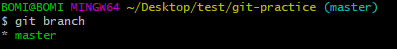 BOMI@BOMI MINGW64 ~/Desktop/test/git-practice (master)
$ git branch
* master